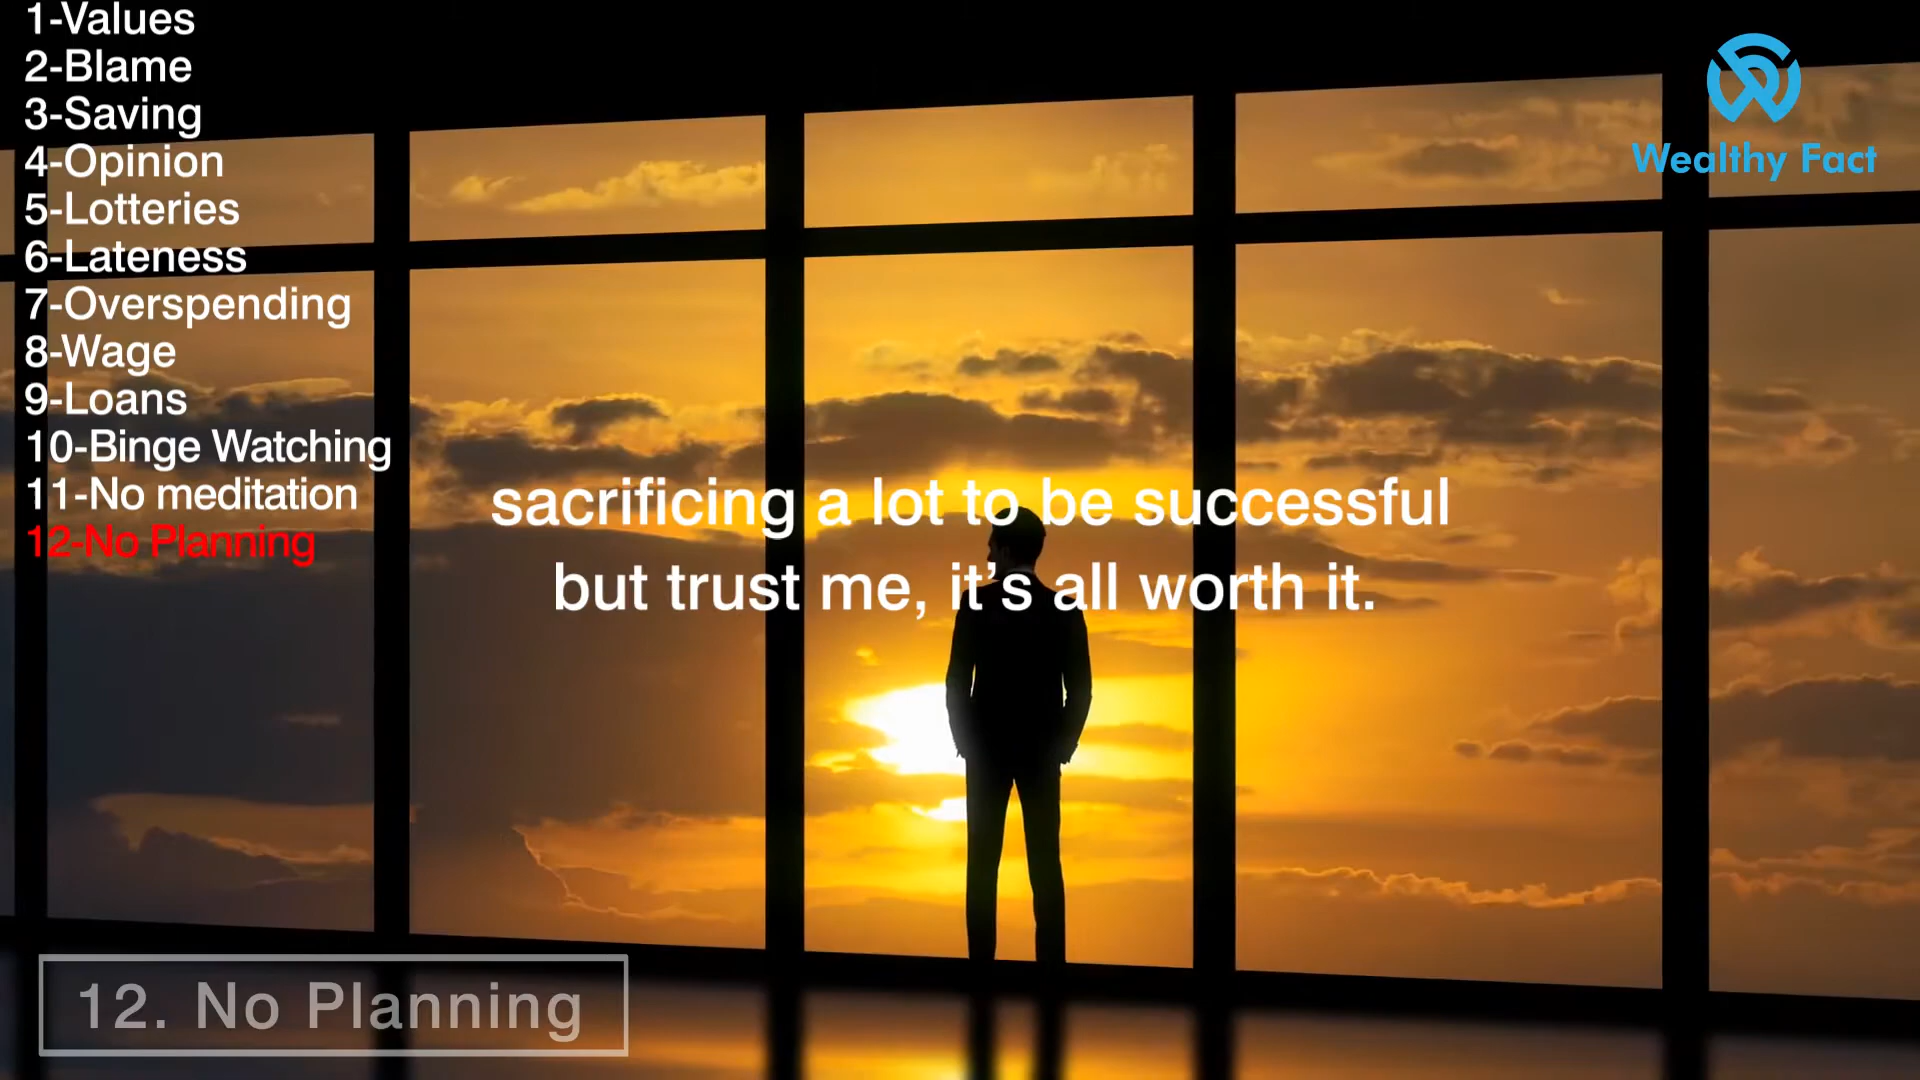 1-Values
2-Blame
3-Saving
4-Opinion
5-Lotteries
6-Lateness
7-Overspending
8-Wage
9-Loans
10-Binge Watching
11-No meditation
12-No Planning
Wealthy Fact
sacrificing a lot to be successful
but trust me, it’s all worth it.
12. No Planning